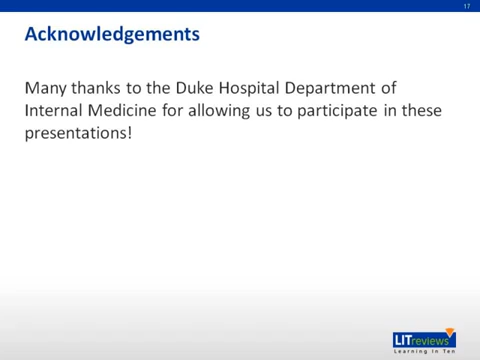 17
Acknowledgements
Many thanks to the Duke Hospital Department of
Internal Medicine for allowing us to participate in these
presentations!
LITreviews
Learning In Ten